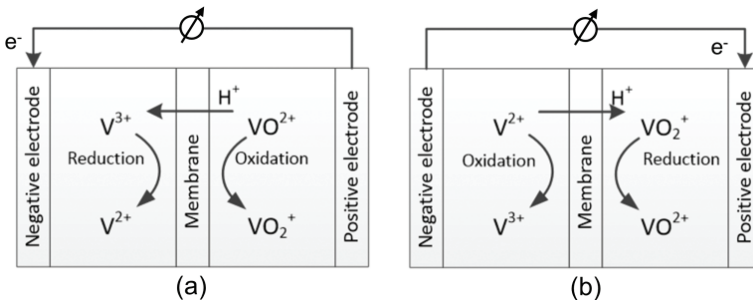 e⁻
Negative electrode
V³⁺
Reduction
V²⁺
Membrane
H⁺
VO²⁺
Oxidation
VO₂⁺
Positive electrode
(a)
e⁻
Negative electrode
V²⁺
Oxidation
V³⁺
Membrane
H⁺
VO₂⁺
Reduction
VO²⁺
Positive electrode
(b)